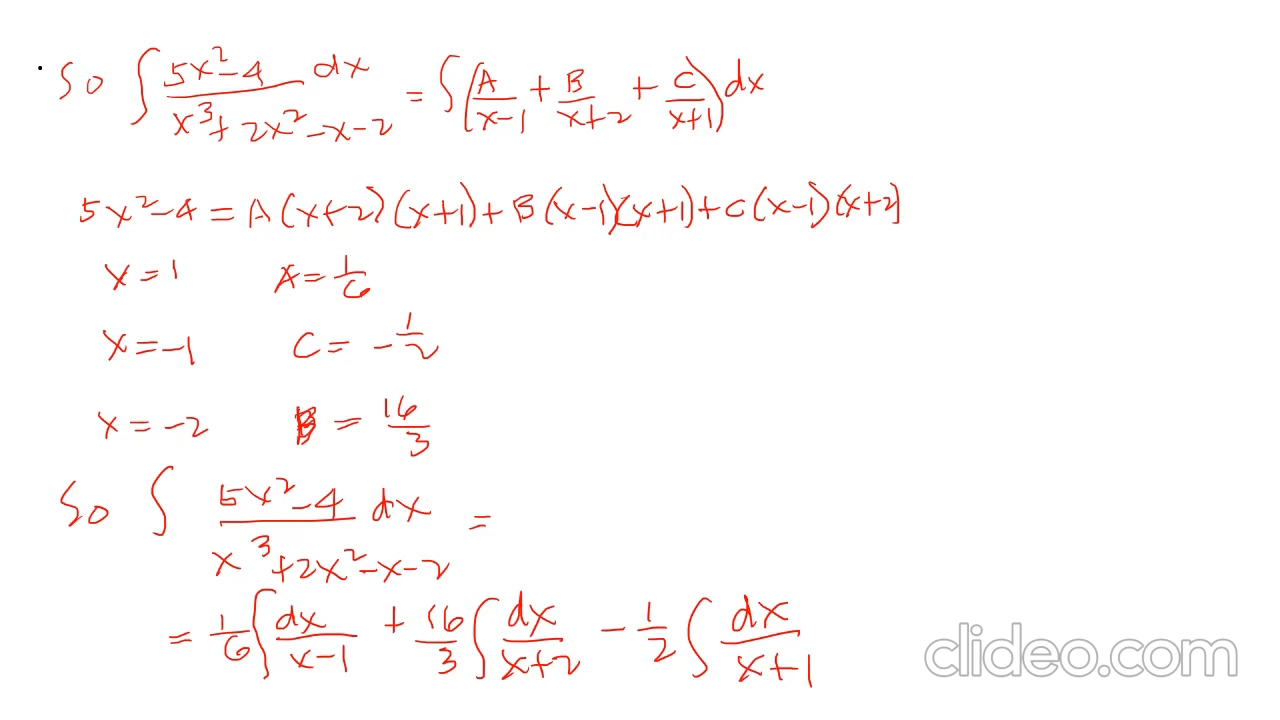 So ∫ (5x²-4)/(x³+2x²-x-2) dx = ∫ (A/(x-1) + B/(x+2) + C/(x+1)) dx
5x²-4 = A(x+2)(x+1) + B(x-1)(x+1) + C(x-1)(x+2)
x = 1 A = 1/6
x = -1 C = -1/2
x = -2 B = 16/3
So ∫ (5x²-4)/(x³+2x²-x-2) dx =
= 1/6 ∫ dx/(x-1) + 16/3 ∫ dx/(x+2) - 1/2 ∫ dx/(x+1)
clideo.com